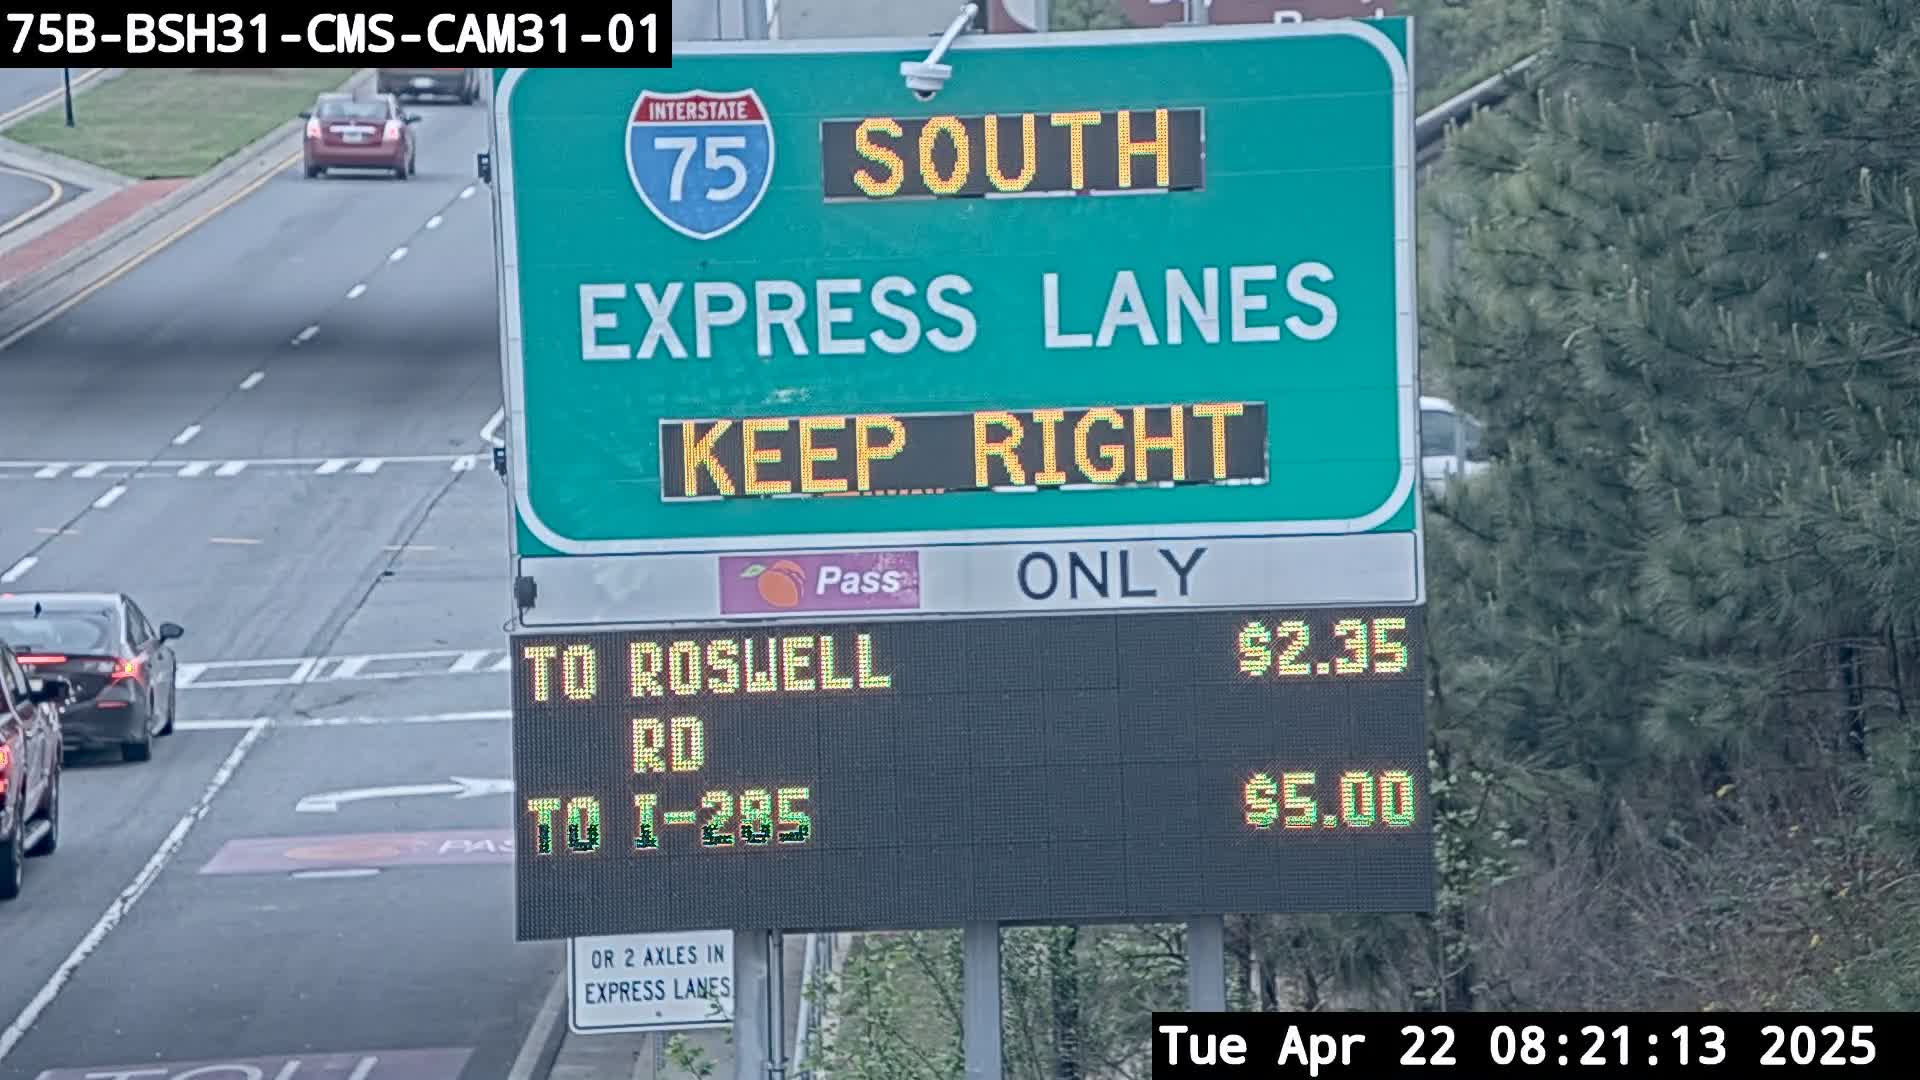 75B-BSH31-CMS-CAM31-01
INTERSTATE
75
SOUTH
EXPRESS LANES
KEEP RIGHT
Pass ONLY
TO ROSWELL $2.35
RD
TO I-285 $5.00
OR 2 AXLES IN
EXPRESS LANES
TOLL
Tue Apr 22 08:21:13 2025